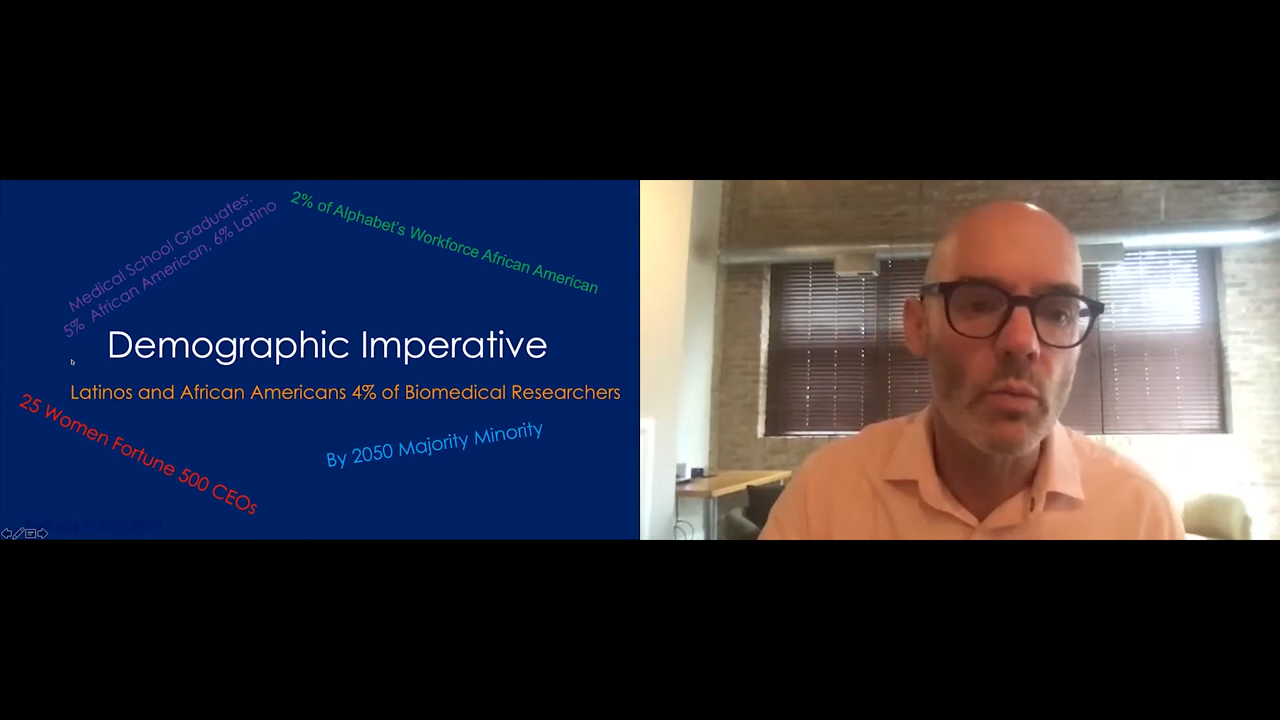 Medical School Graduates:
5% African American, 6% Latino
2% of Alphabet's Workforce African American
Demographic Imperative
Latinos and African Americans 4% of Biomedical Researchers
25 Women Fortune 500 CEOs
By 2050 Majority Minority
Foundation